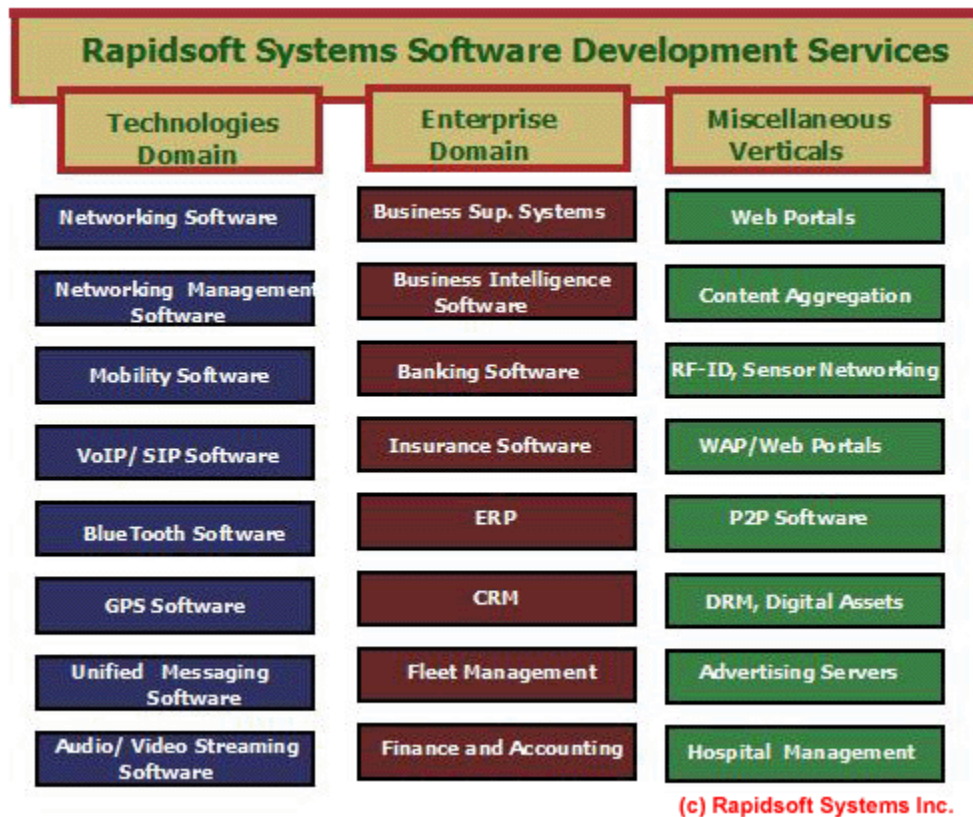 Rapidsoft Systems Software Development Services
Technologies
Domain
Networking Software
Networking Management
Software
Mobility Software
VoIP/ SIP Software
BlueTooth Software
GPS Software
Unified Messaging
Software
Audio/ Video Streaming
Software
Enterprise
Domain
Business Sup. Systems
Business Intelligence
Software
Banking Software
Insurance Software
ERP
CRM
Fleet Management
Finance and Accounting
Miscellaneous
Verticals
Web Portals
Content Aggregation
RF-ID, Sensor Networking
WAP/Web Portals
P2P Software
DRM, Digital Assets
Advertising Servers
Hospital Management
(c) Rapidsoft Systems Inc.